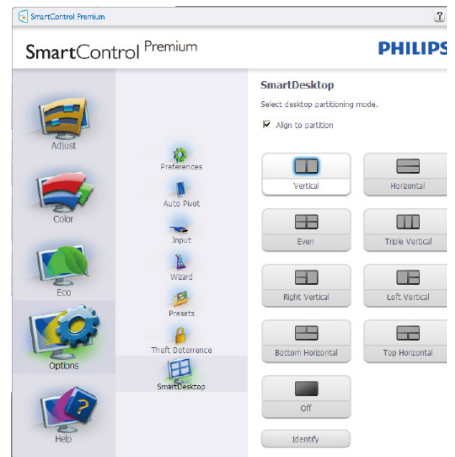 SmartControl Premium
?
SmartControl Premium
PHILIPS
Adjust
Color
Eco
Options
Help
Preferences
Auto Pivot
Input
Wizard
Presets
Theft Deterrence
SmartDesktop
SmartDesktop
Select desktop partitioning mode.
Align to partition
Vertical
Horizontal
Even
Triple Vertical
Right Vertical
Left Vertical
Bottom Horizontal
Top Horizontal
Off
Identify